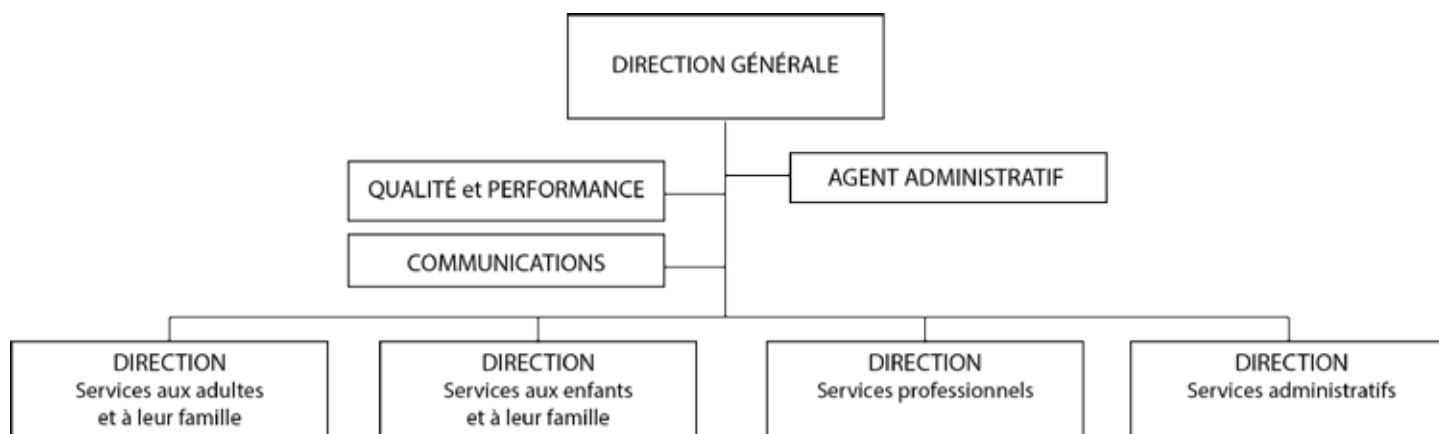 DIRECTION GÉNÉRALE
AGENT ADMINISTRATIF
QUALITÉ et PERFORMANCE
COMMUNICATIONS
DIRECTION
Services aux adultes
et à leur famille
DIRECTION
Services aux enfants
et à leur famille
DIRECTION
Services professionnels
DIRECTION
Services administratifs